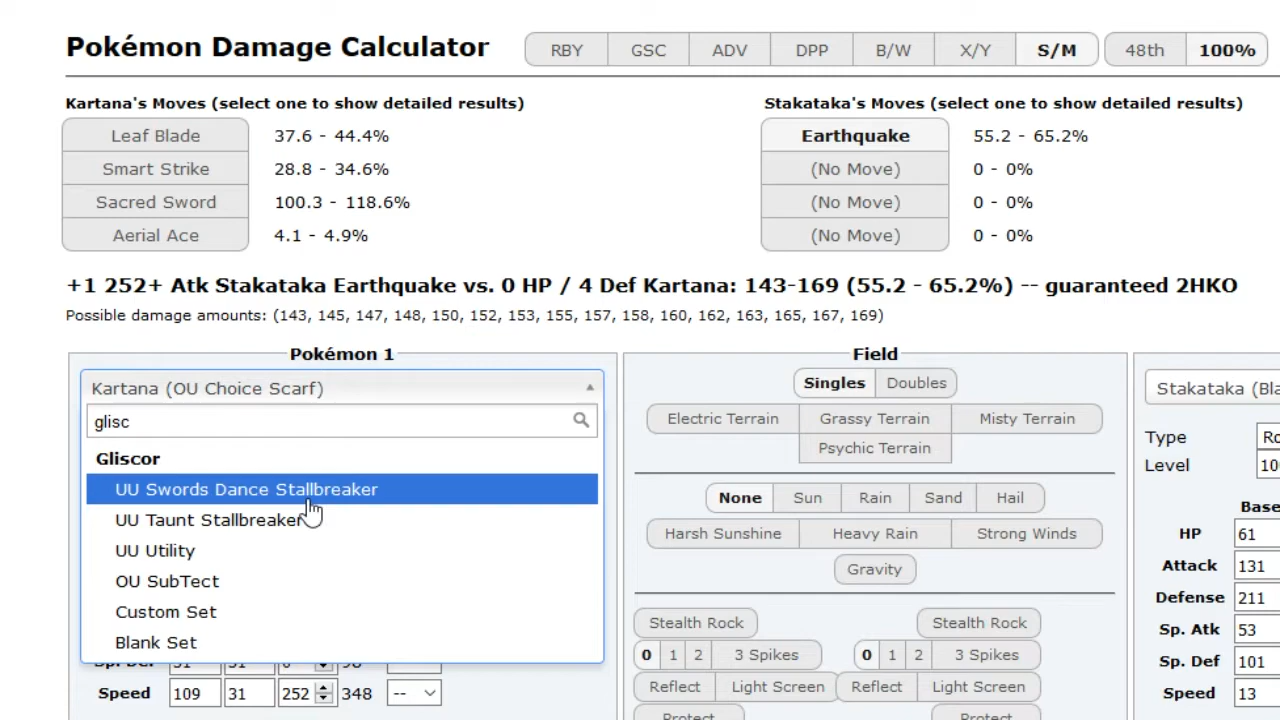 Pokémon Damage Calculator
RBY GSC ADV DPP B/W X/Y S/M 48th 100%
Kartana's Moves (select one to show detailed results)
Leaf Blade 37.6 - 44.4%
Smart Strike 28.8 - 34.6%
Sacred Sword 100.3 - 118.6%
Aerial Ace 4.1 - 4.9%
Stakataka's Moves (select one to show detailed results)
Earthquake 55.2 - 65.2%
(No Move) 0 - 0%
(No Move) 0 - 0%
(No Move) 0 - 0%
+1 252+ Atk Stakataka Earthquake vs. 0 HP / 4 Def Kartana: 143-169 (55.2 - 65.2%) -- guaranteed 2HKO
Possible damage amounts: (143, 145, 147, 148, 150, 152, 153, 155, 157, 158, 160, 162, 163, 165, 167, 169)
Pokémon 1
Kartana (OU Choice Scarf)
glisc
Gliscor
UU Swords Dance Stallbreaker
UU Taunt Stallbreaker
UU Utility
OU SubTect
Custom Set
Blank Set
Speed 109 31 252 348 --
Field
Singles Doubles
Electric Terrain Grassy Terrain Misty Terrain
Psychic Terrain
None Sun Rain Sand Hail
Harsh Sunshine Heavy Rain Strong Winds
Gravity
Stealth Rock Stealth Rock
0 1 2 3 Spikes 0 1 2 3 Spikes
Reflect Light Screen Reflect Light Screen
Protect Protect
Stakataka (Bla
Type Ro
Level 10
Base
HP 61
Attack 131
Defense 211
Sp. Atk 53
Sp. Def 101
Speed 13